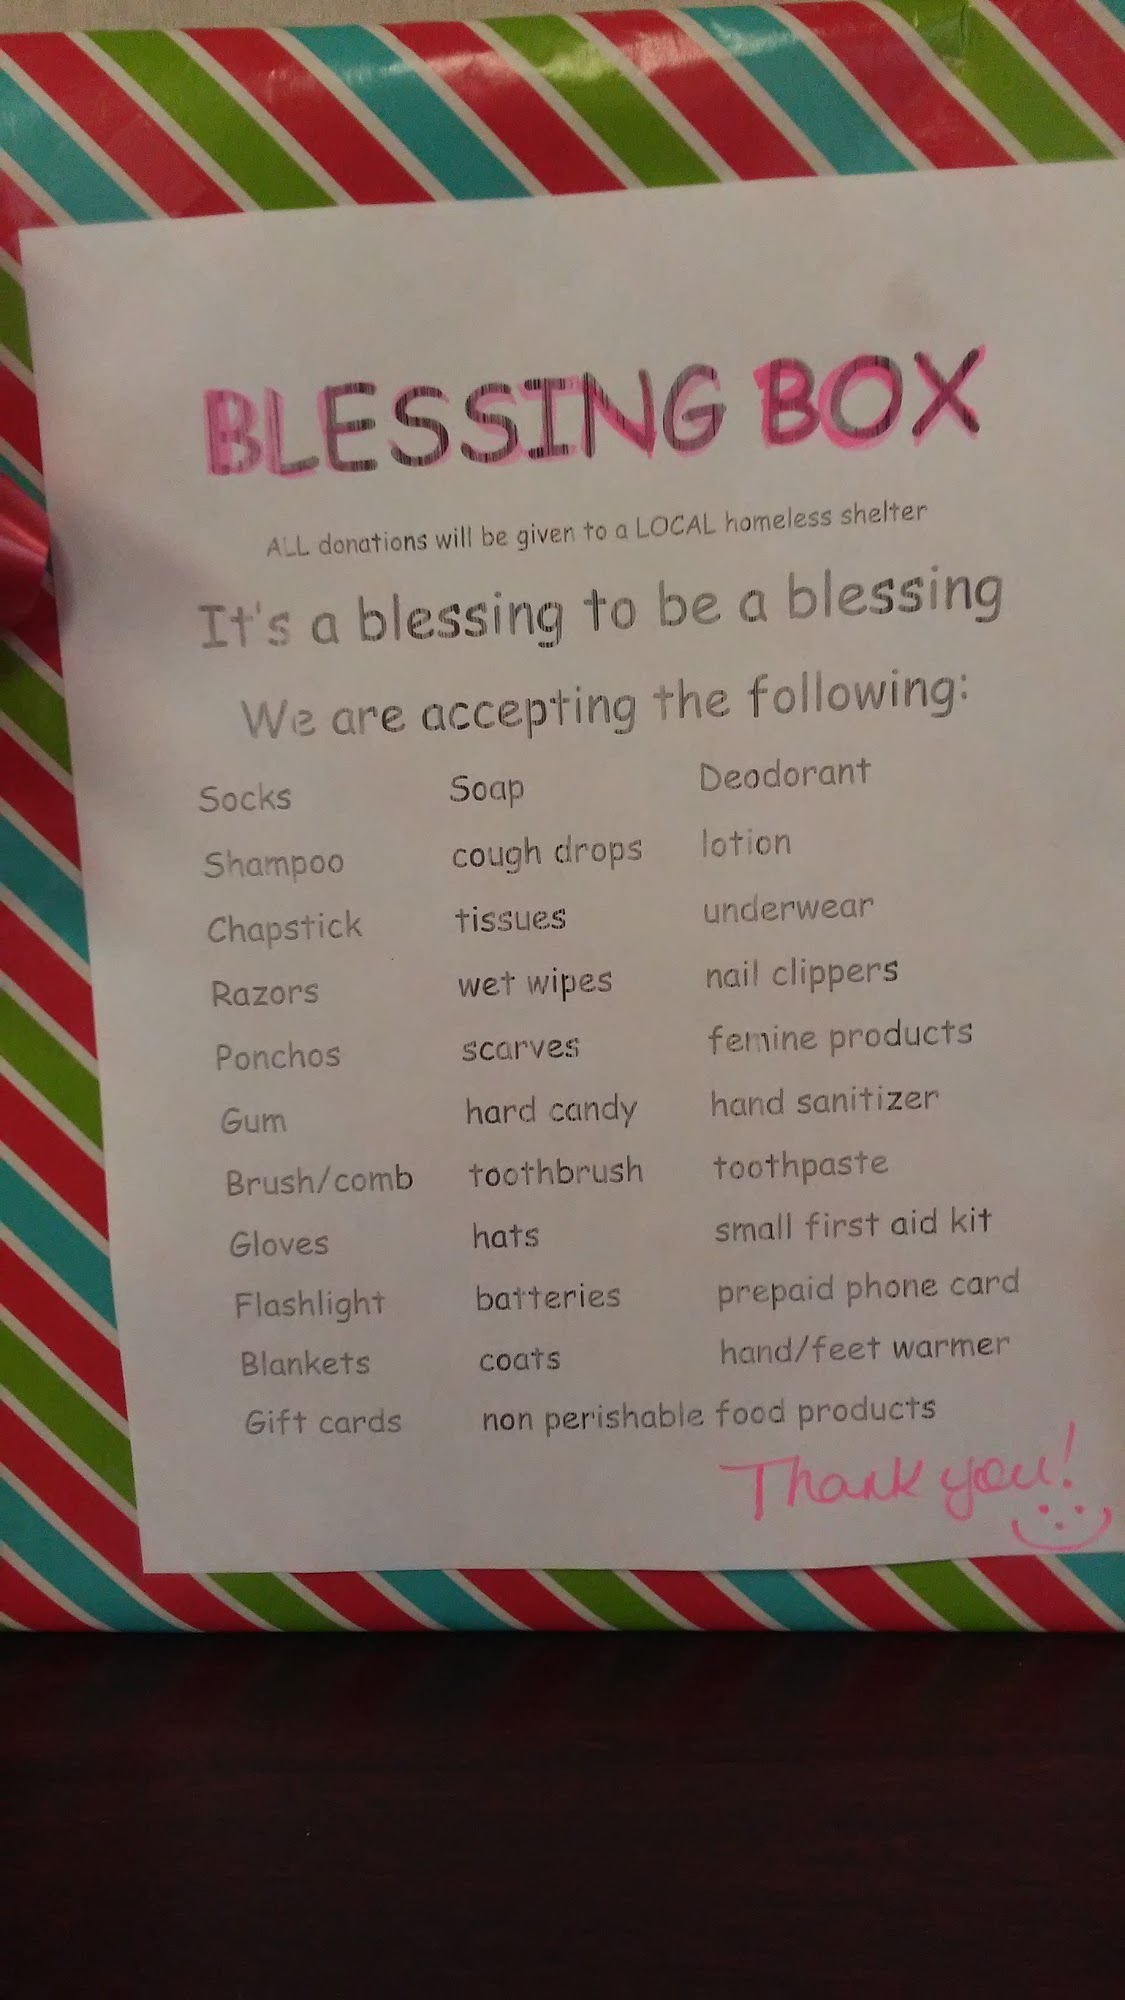 BLESSING BOX
ALL donations will be given to a LOCAL homeless shelter
It's a blessing to be a blessing
We are accepting the following:
Socks Soap Deodorant
Shampoo cough drops lotion
Chapstick tissues underwear
Razors wet wipes nail clippers
Ponchos scarves femine products
Gum hard candy hand sanitizer
Brush/comb toothbrush toothpaste
Gloves hats small first aid kit
Flashlight batteries prepaid phone card
Blankets coats hand/feet warmer
Gift cards non perishable food products
Thank you!